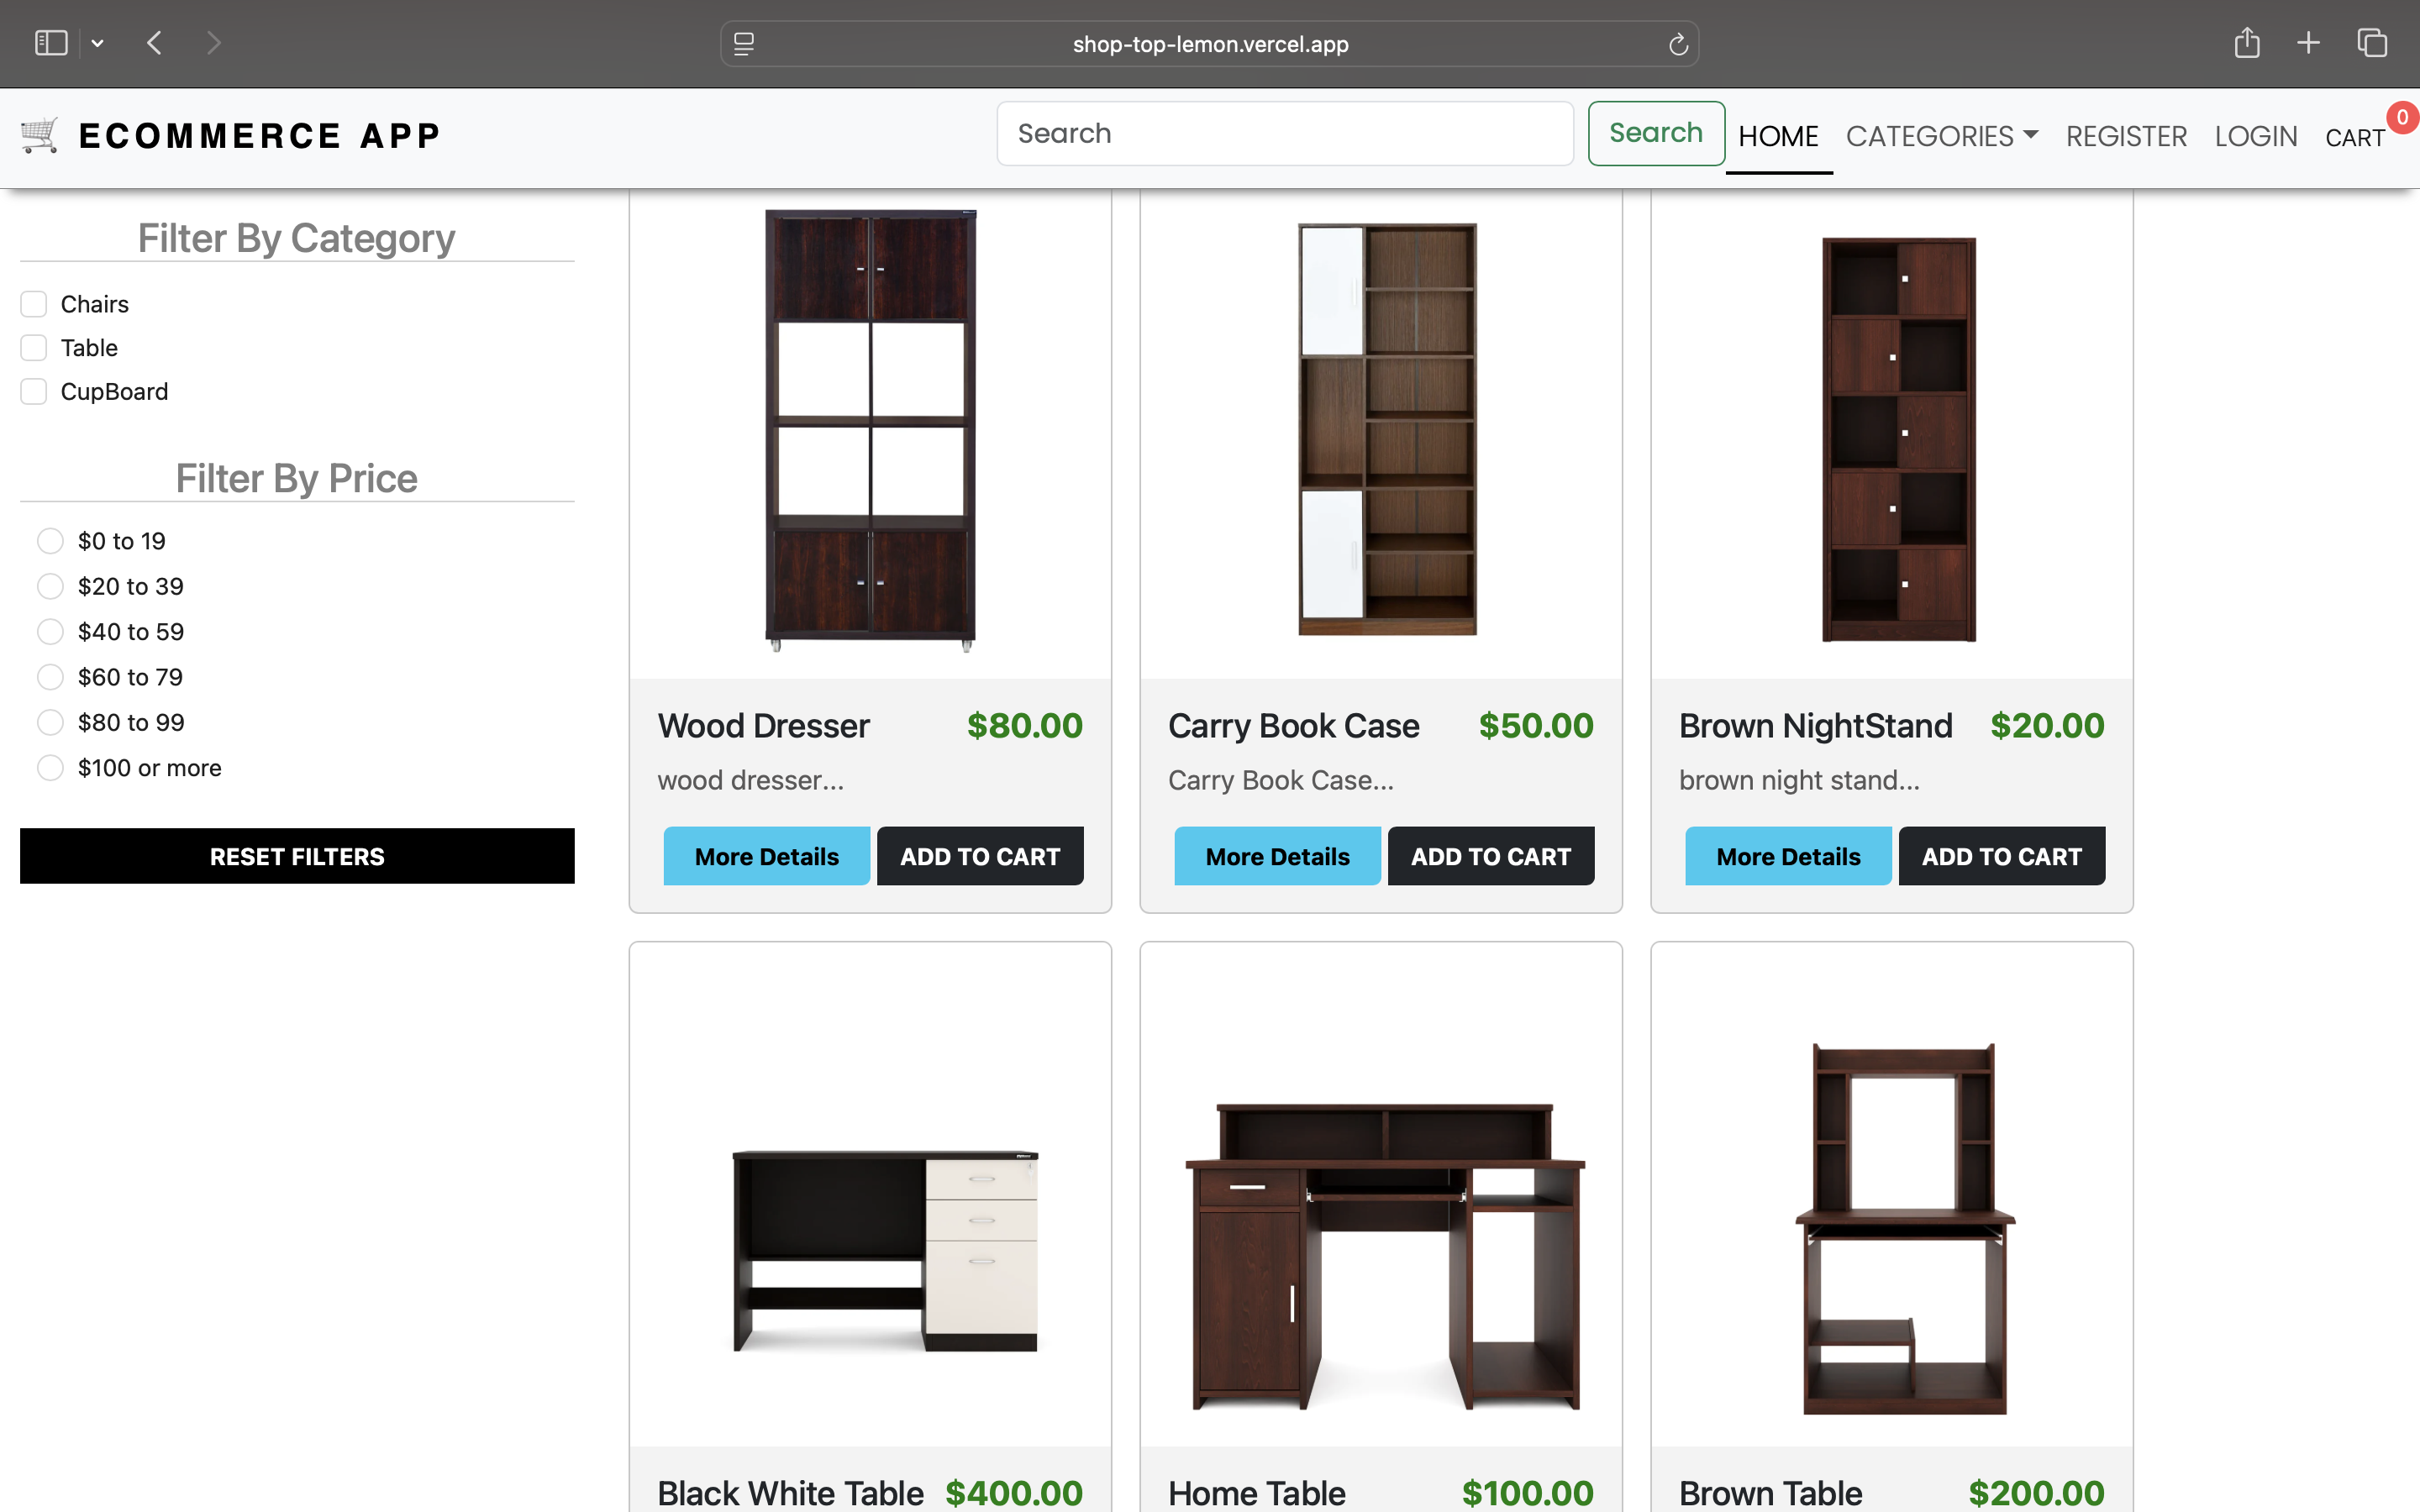 shop-top-lemon.vercel.app
🛒 ECOMMERCE APP
Search
Search
HOME
CATEGORIES
REGISTER
LOGIN
CART
0
Filter By Category
Chairs
Table
CupBoard
Filter By Price
$0 to 19
$20 to 39
$40 to 59
$60 to 79
$80 to 99
$100 or more
RESET FILTERS
Wood Dresser $80.00
wood dresser...
More Details ADD TO CART
Carry Book Case $50.00
Carry Book Case...
More Details ADD TO CART
Brown NightStand $20.00
brown night stand...
More Details ADD TO CART
Black White Table $400.00
Home Table $100.00
Brown Table $200.00